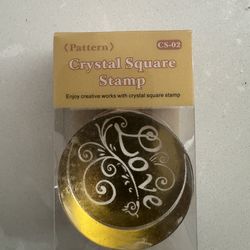 《Pattern》
CS-02
Crystal Square
Stamp
Enjoy creative works with crystal square stamp
Love